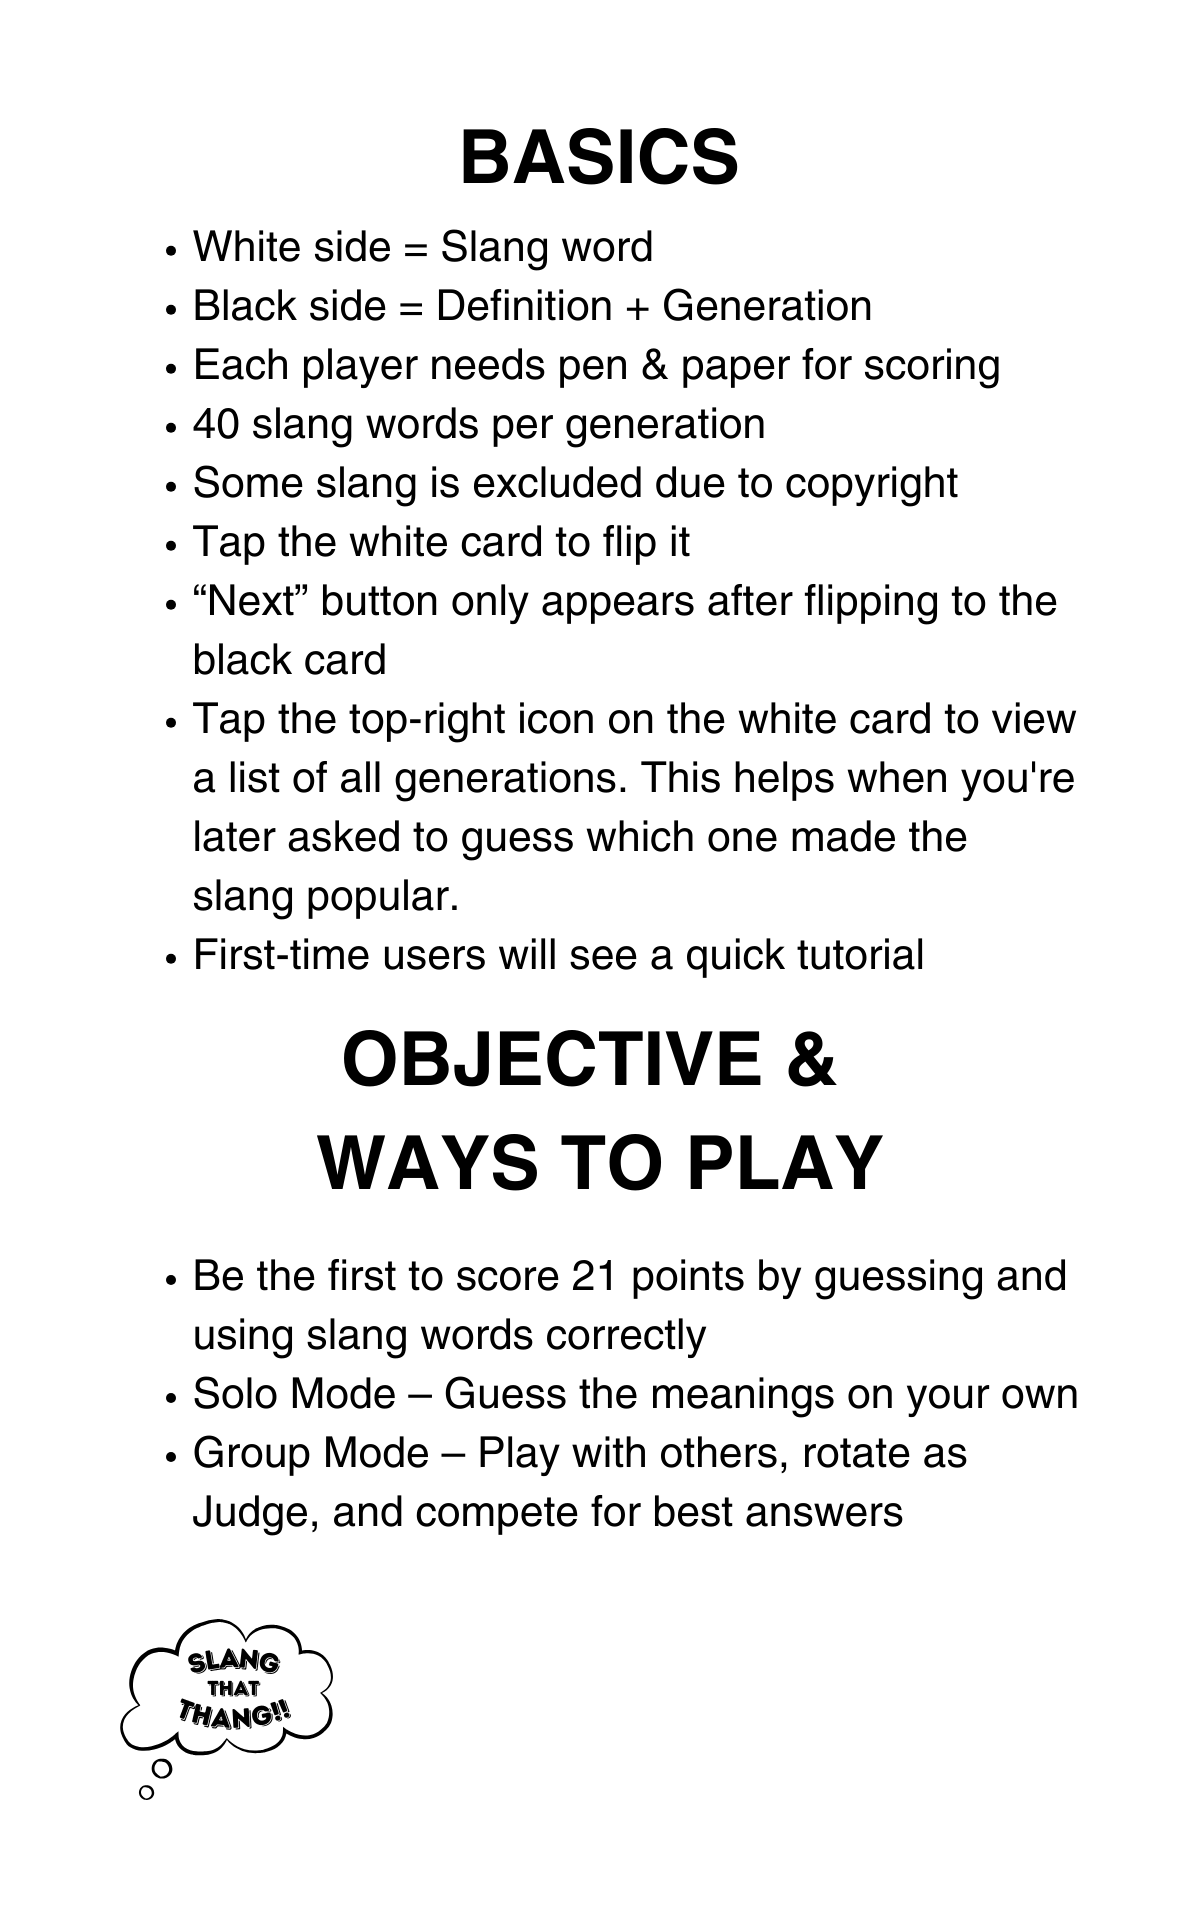 BASICS
• White side = Slang word
• Black side = Definition + Generation
• Each player needs pen & paper for scoring
• 40 slang words per generation
• Some slang is excluded due to copyright
• Tap the white card to flip it
• “Next” button only appears after flipping to the
black card
• Tap the top-right icon on the white card to view
a list of all generations. This helps when you're
later asked to guess which one made the
slang popular.
• First-time users will see a quick tutorial
OBJECTIVE &
WAYS TO PLAY
• Be the first to score 21 points by guessing and
using slang words correctly
• Solo Mode – Guess the meanings on your own
• Group Mode – Play with others, rotate as
Judge, and compete for best answers
SLANG
THAT
THANG!!